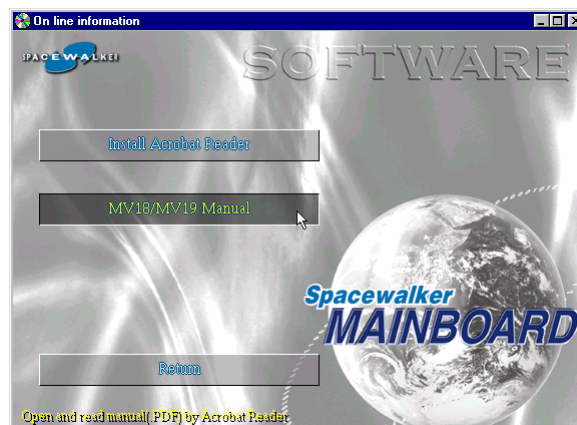 On line information
SPACEWALKER
SOFTWARE
Install Acrobat Reader
MV18/MV19 Manual
Spacewalker
MAINBOARD
Return
Open and read manual(.PDF) by Acrobat Reader.